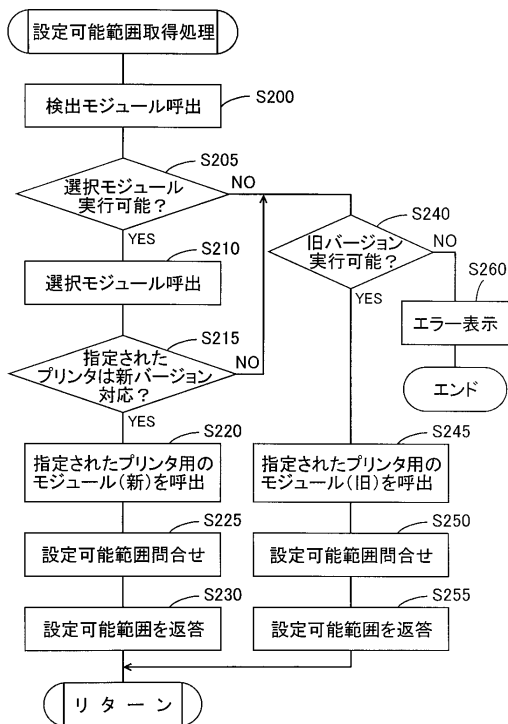 設定可能範囲取得処理
検出モジュール呼出
S200
選択モジュール
実行可能?
S205
NO
YES
選択モジュール呼出
S210
指定された
プリンタは新バージョン
対応?
S215
NO
YES
指定されたプリンタ用の
モジュール(新)を呼出
S220
設定可能範囲問合せ
S225
設定可能範囲を返答
S230
旧バージョン
実行可能?
S240
NO
YES
S260
エラー表示
エンド
指定されたプリンタ用の
モジュール(旧)を呼出
S245
設定可能範囲問合せ
S250
設定可能範囲を返答
S255
リターン